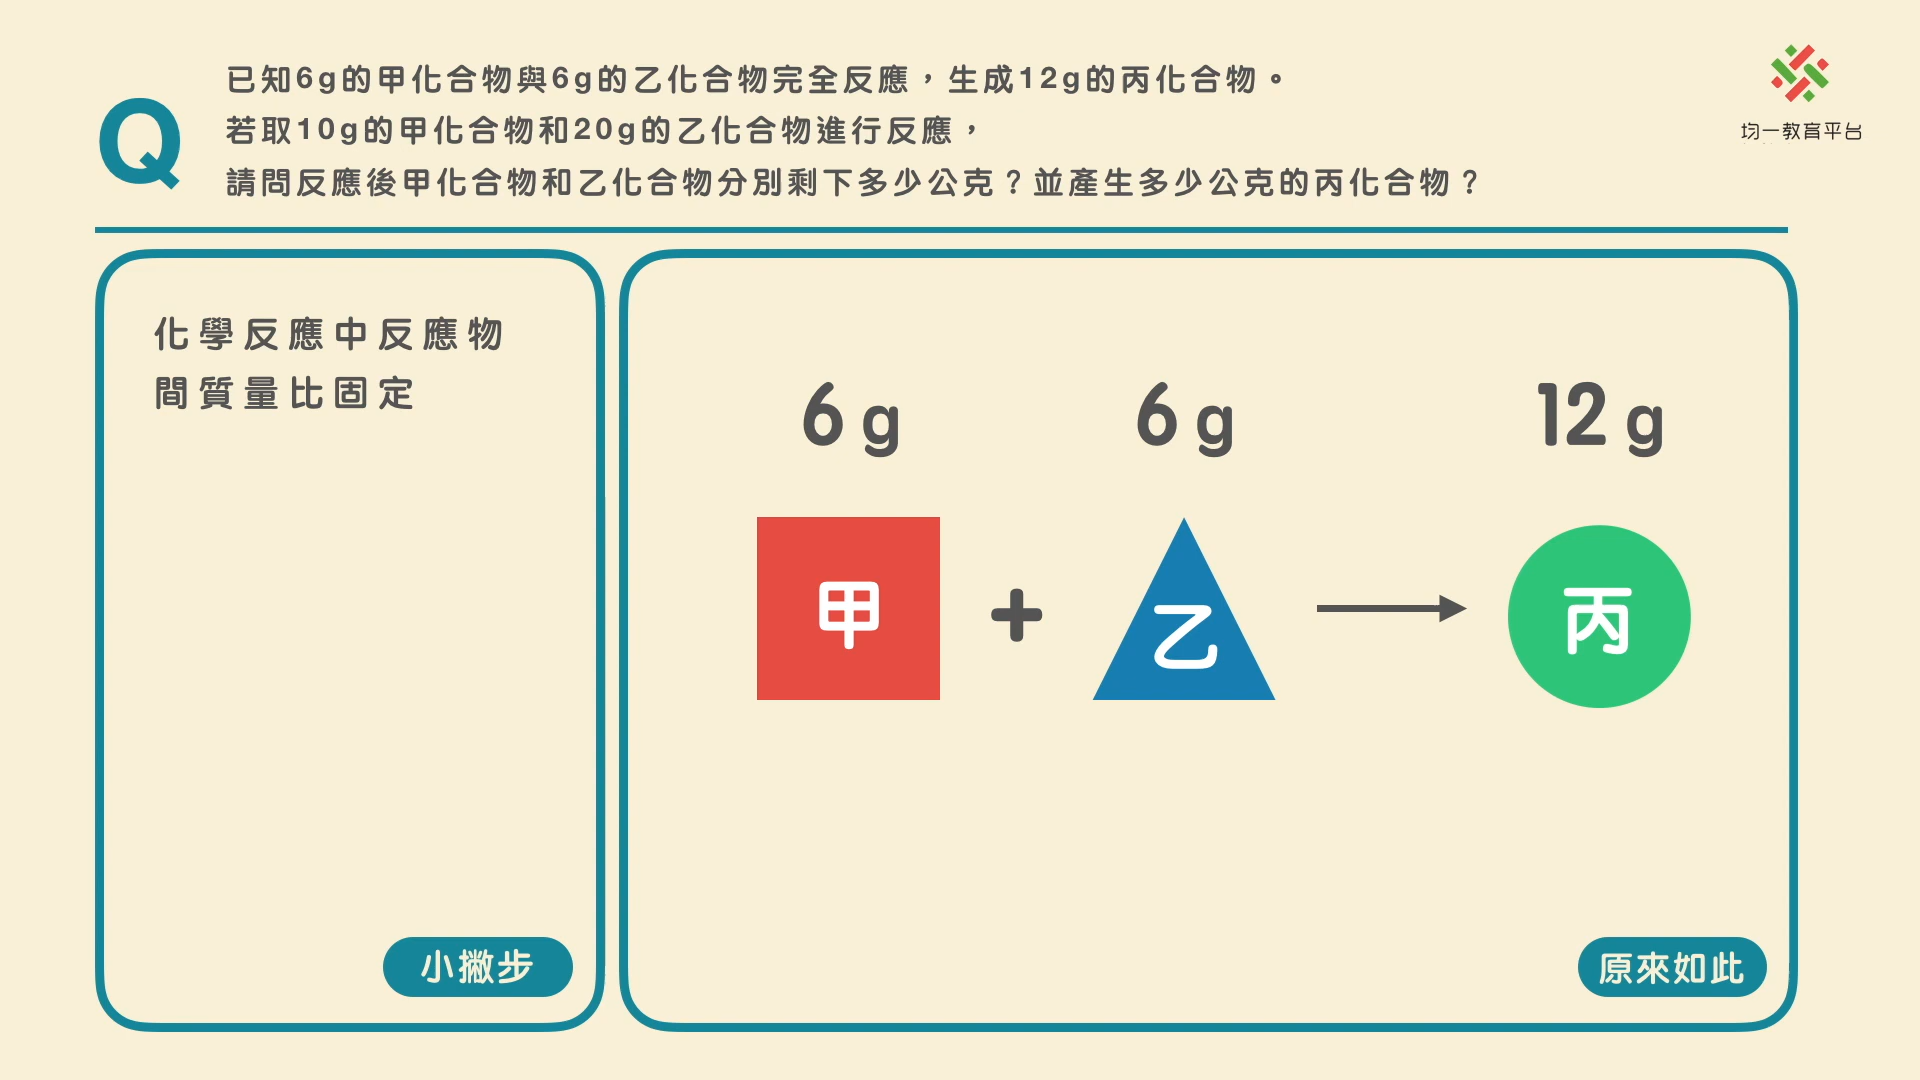 Q
已知6g的甲化合物與6g的乙化合物完全反應，生成12g的丙化合物。
若取10g的甲化合物和20g的乙化合物進行反應，
請問反應後甲化合物和乙化合物分別剩下多少公克？並產生多少公克的丙化合物？
均一教育平台
化學反應中反應物
間質量比固定
小撇步
6 g
6 g
12 g
甲
+
乙
丙
原來如此